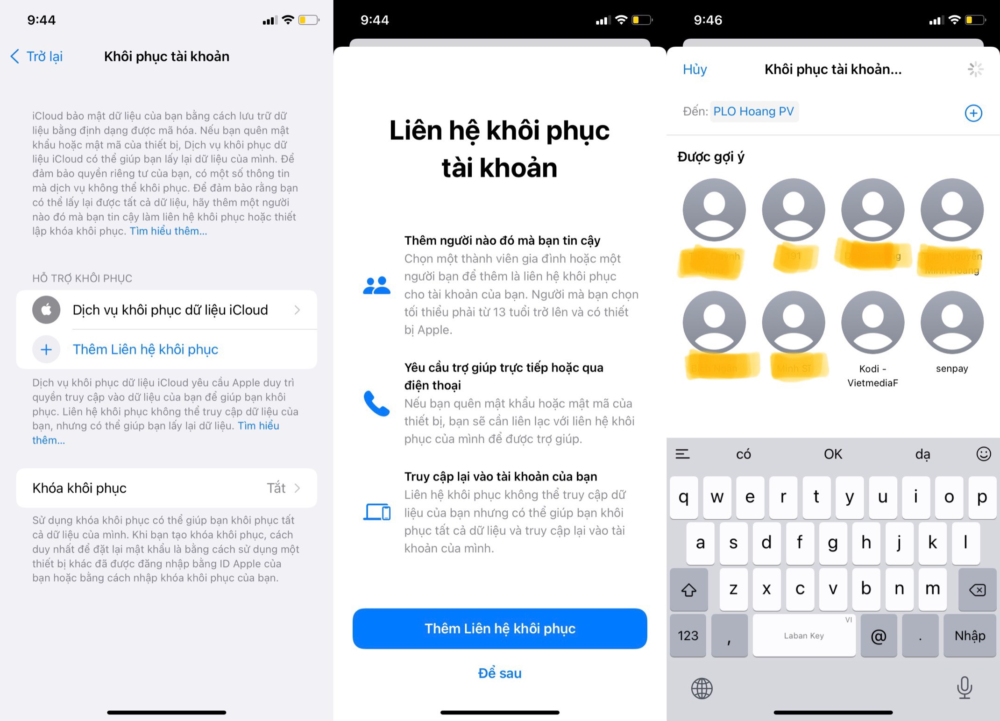 9:44
Trở lại
Khôi phục tài khoản
iCloud bảo mật dữ liệu của bạn bằng cách lưu trữ dữ
liệu bằng định dạng được mã hóa. Nếu bạn quên mật
khẩu hoặc mật mã của thiết bị, Dịch vụ khôi phục dữ
liệu iCloud có thể giúp bạn lấy lại dữ liệu của mình. Để
đảm bảo quyền riêng tư của bạn, có một số thông tin
mà dịch vụ không thể khôi phục. Để đảm bảo rằng bạn
có thể lấy lại được tất cả dữ liệu, hãy thêm một người
nào đó mà bạn tin cậy làm liên hệ khôi phục hoặc thiết
lập khóa khôi phục. Tìm hiểu thêm...
HỖ TRỢ KHÔI PHỤC
Dịch vụ khôi phục dữ liệu iCloud
Thêm Liên hệ khôi phục
Dịch vụ khôi phục dữ liệu iCloud yêu cầu Apple duy trì
quyền truy cập vào dữ liệu của bạn để giúp bạn khôi
phục. Liên hệ khôi phục không thể truy cập dữ liệu của
bạn, nhưng có thể giúp bạn lấy lại dữ liệu. Tìm hiểu
thêm...
Khóa khôi phục
Tắt
Sử dụng khóa khôi phục có thể giúp bạn khôi phục tất
cả dữ liệu của mình. Khi bạn tạo khóa khôi phục, cách
duy nhất để đặt lại mật khẩu là bằng cách sử dụng một
thiết bị khác đã được đăng nhập bằng ID Apple của
bạn hoặc bằng cách nhập khóa khôi phục của bạn.
9:44
Liên hệ khôi phục
tài khoản
Thêm người nào đó mà bạn tin cậy
Chọn một thành viên gia đình hoặc một
người bạn để thêm là liên hệ khôi phục
cho tài khoản của bạn. Người mà bạn chọn
tối thiểu phải từ 13 tuổi trở lên và có thiết
bị Apple.
Yêu cầu trợ giúp trực tiếp hoặc qua
điện thoại
Nếu bạn quên mật khẩu hoặc mật mã của
thiết bị, bạn sẽ cần liên lạc với liên hệ khôi
phục của mình để được trợ giúp.
Truy cập lại vào tài khoản của bạn
Liên hệ khôi phục không thể truy cập dữ
liệu của bạn nhưng có thể giúp bạn khôi
phục tất cả dữ liệu và truy cập lại vào tài
khoản của mình.
Thêm Liên hệ khôi phục
Để sau
9:46
Hủy
Khôi phục tài khoản...
Đến: PLO Hoang PV
Được gợi ý
191
Nguyễn
Minh Hoàng
Minh Sĩ
Kodi -
VietmediaF
senpay
có OK dạ
q w e r t y u i o p
a s d f g h j k l
z x c v b n m
123 , Laban Key VI @ . Nhập